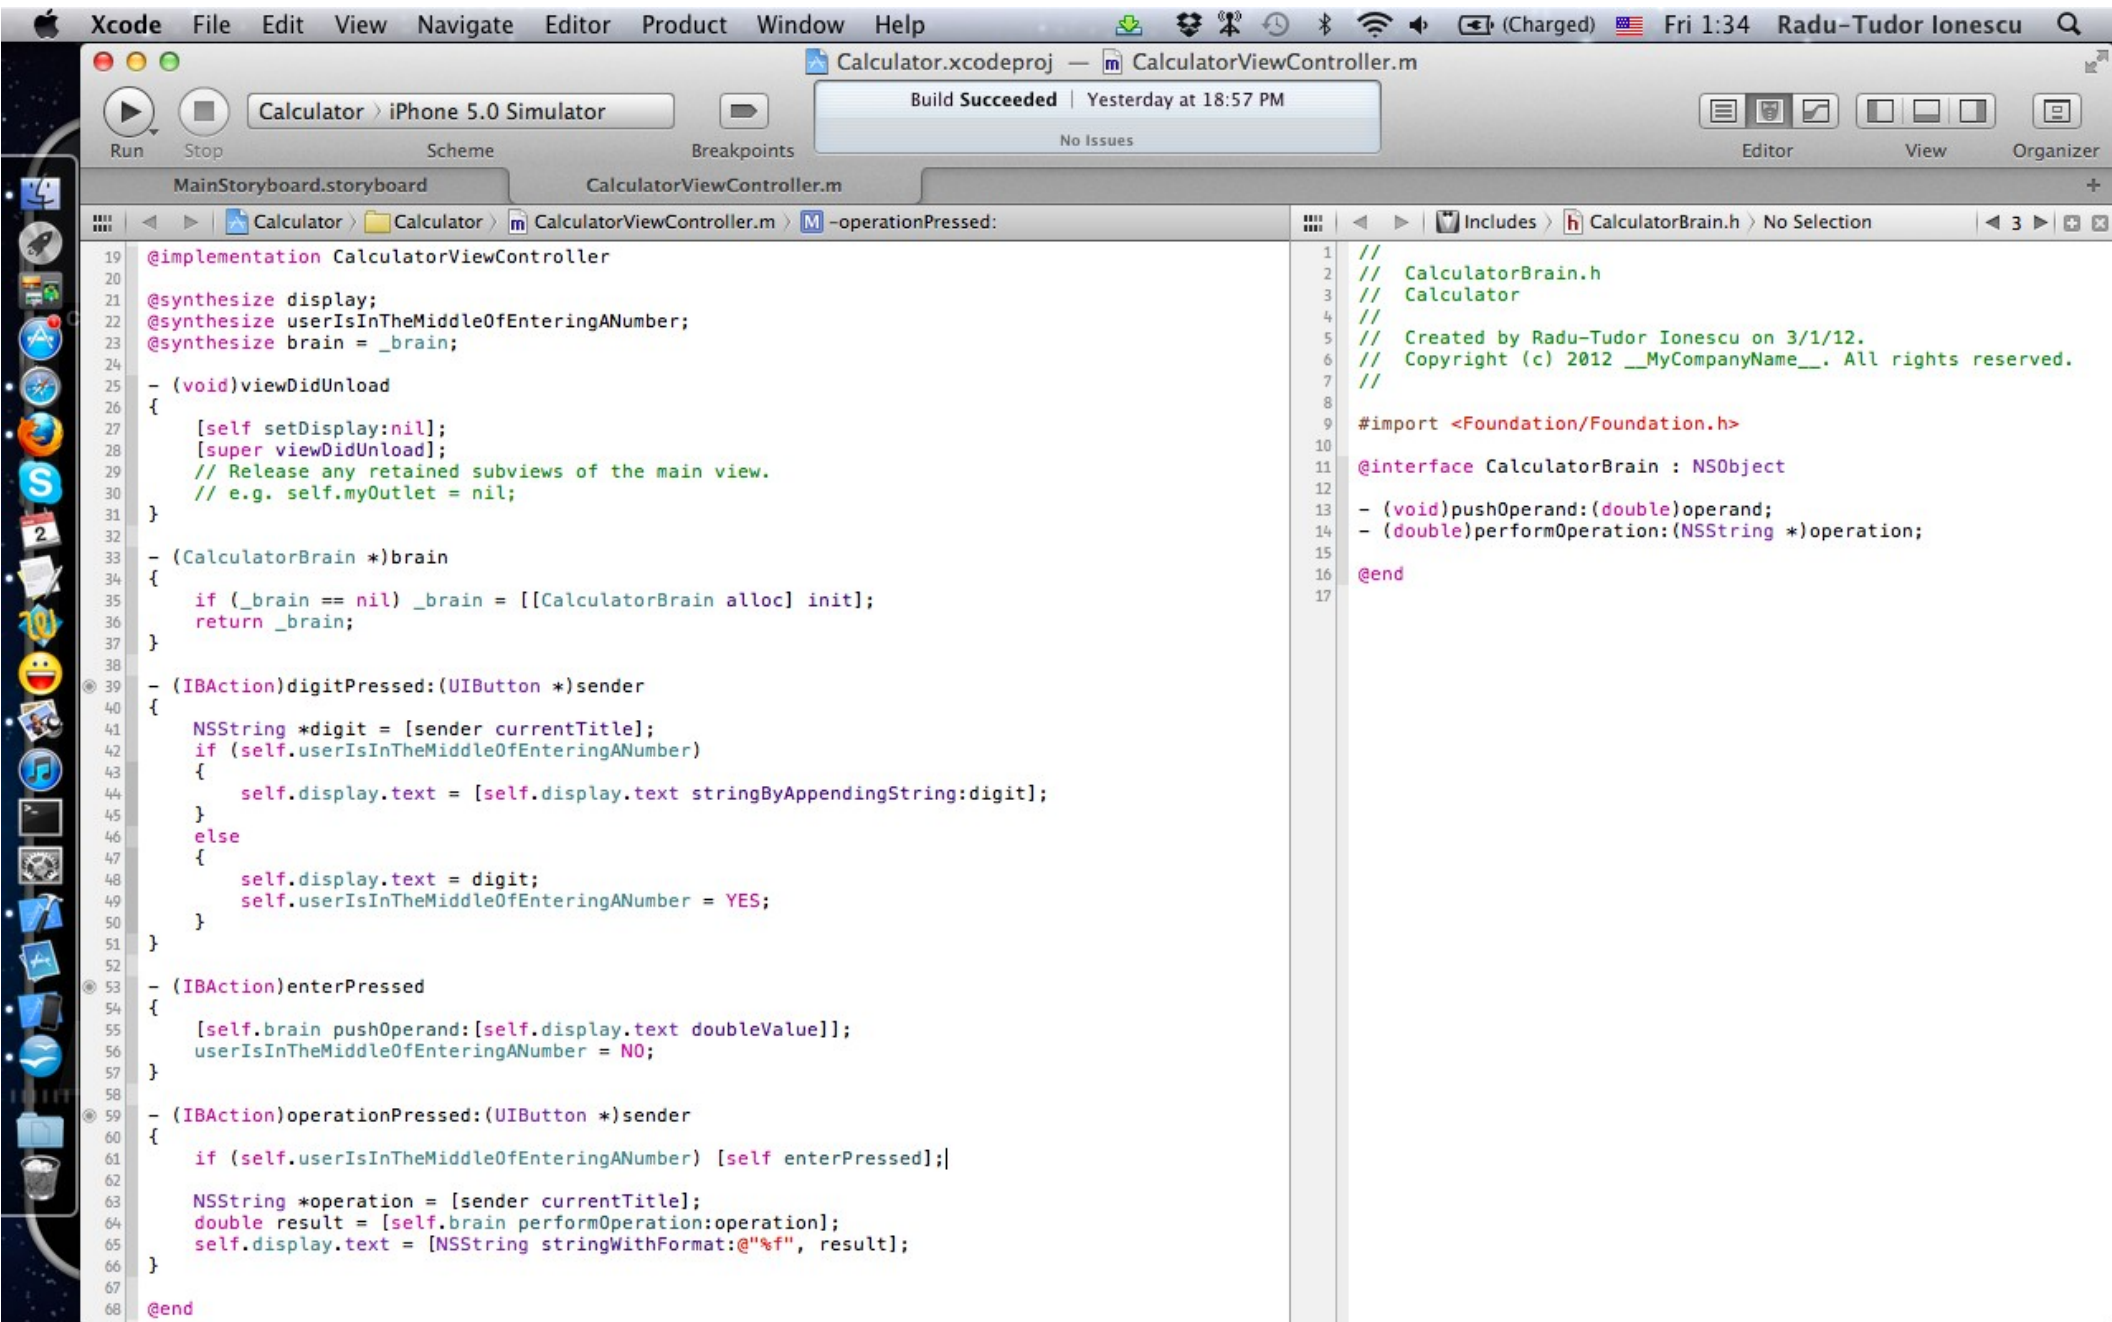 Xcode File Edit View Navigate Editor Product Window Help (Charged) Fri 1:34 Radu-Tudor Ionescu
Calculator.xcodeproj — m CalculatorViewController.m
Calculator 〉 iPhone 5.0 Simulator
Build Succeeded | Yesterday at 18:57 PM
No Issues
Run Stop Scheme Breakpoints Editor View Organizer
MainStoryboard.storyboard CalculatorViewController.m +
Calculator 〉 Calculator 〉 m CalculatorViewController.m 〉 M -operationPressed:
19 @implementation CalculatorViewController
20
21 @synthesize display;
22 @synthesize userIsInTheMiddleOfEnteringANumber;
23 @synthesize brain = _brain;
24
25 - (void)viewDidUnload
26 {
27 [self setDisplay:nil];
28 [super viewDidUnload];
29 // Release any retained subviews of the main view.
30 // e.g. self.myOutlet = nil;
31 }
32
33 - (CalculatorBrain *)brain
34 {
35 if (_brain == nil) _brain = [[CalculatorBrain alloc] init];
36 return _brain;
37 }
38
39 - (IBAction)digitPressed:(UIButton *)sender
40 {
41 NSString *digit = [sender currentTitle];
42 if (self.userIsInTheMiddleOfEnteringANumber)
43 {
44 self.display.text = [self.display.text stringByAppendingString:digit];
45 }
46 else
47 {
48 self.display.text = digit;
49 self.userIsInTheMiddleOfEnteringANumber = YES;
50 }
51 }
52
53 - (IBAction)enterPressed
54 {
55 [self.brain pushOperand:[self.display.text doubleValue]];
56 userIsInTheMiddleOfEnteringANumber = NO;
57 }
58
59 - (IBAction)operationPressed:(UIButton *)sender
60 {
61 if (self.userIsInTheMiddleOfEnteringANumber) [self enterPressed];
62
63 NSString *operation = [sender currentTitle];
64 double result = [self.brain performOperation:operation];
65 self.display.text = [NSString stringWithFormat:@"%f", result];
66 }
67
68 @end
Includes 〉 h CalculatorBrain.h 〉 No Selection 3
1 //
2 // CalculatorBrain.h
3 // Calculator
4 //
5 // Created by Radu-Tudor Ionescu on 3/1/12.
6 // Copyright (c) 2012 __MyCompanyName__. All rights reserved.
7 //
8
9 #import <Foundation/Foundation.h>
10
11 @interface CalculatorBrain : NSObject
12
13 - (void)pushOperand:(double)operand;
14 - (double)performOperation:(NSString *)operation;
15
16 @end
17
2